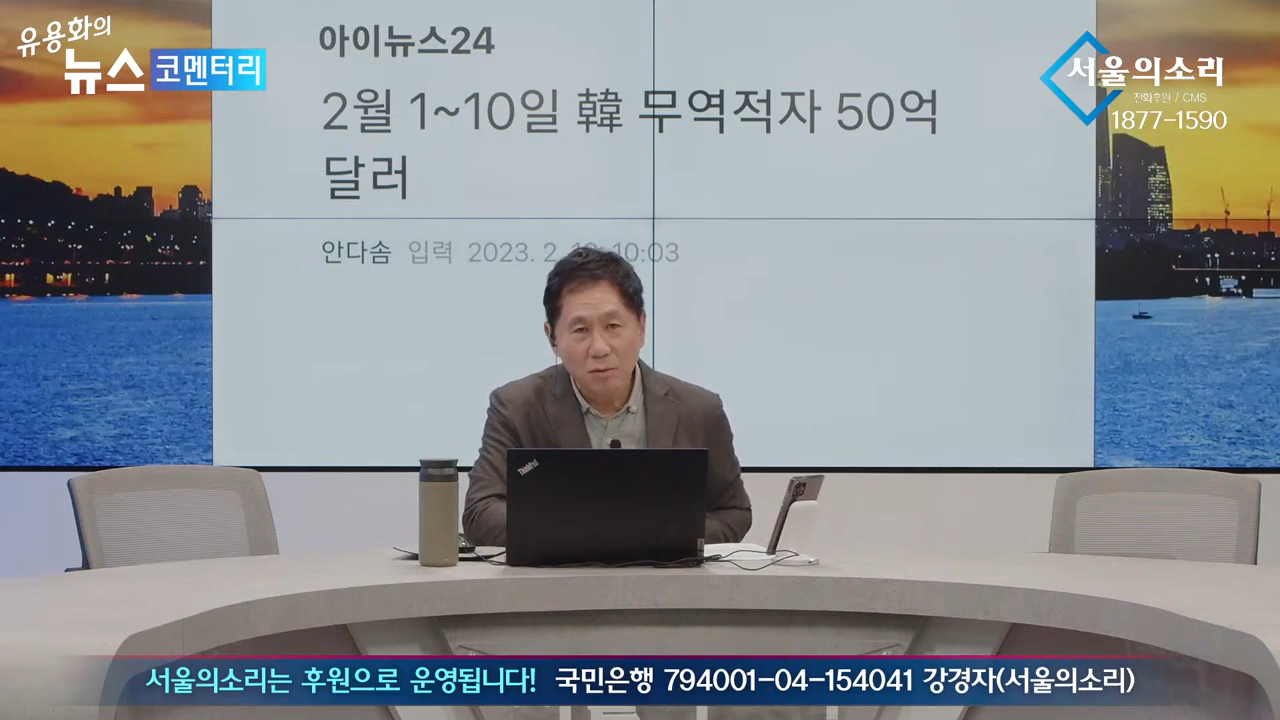 유용화의
뉴스 코멘터리
아이뉴스24
2월 1~10일 韓 무역적자 50억
달러
안다솜 입력 2023. 2. 10:03
서울의소리
전화후원 / CMS
1877-1590
ThinkPad
서울의소리는 후원으로 운영됩니다! 국민은행 794001-04-154041 강경자(서울의소리)